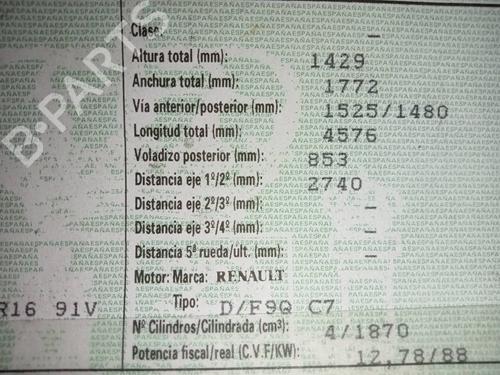 Clase: –
Altura total (mm): 1429
Anchura total (mm): 1772
Vía anterior/posterior (mm): 1525/1480
Longitud total (mm): 4576
Voladizo posterior (mm): 853
Distancia eje 1º/2º (mm): 2740
Distancia eje 2º/3º (mm): –
Distancia eje 3º/4º (mm): –
Distancia 5ª rueda/últ. (mm): –
Motor: Marca: RENAULT
R16 91V Tipo: D/F9Q C7
Nº Cilindros/Cilindrada (cm³): 4/1870
Potencia fiscal/real (C.V.F/KW): 12,78/88
B-PARTS